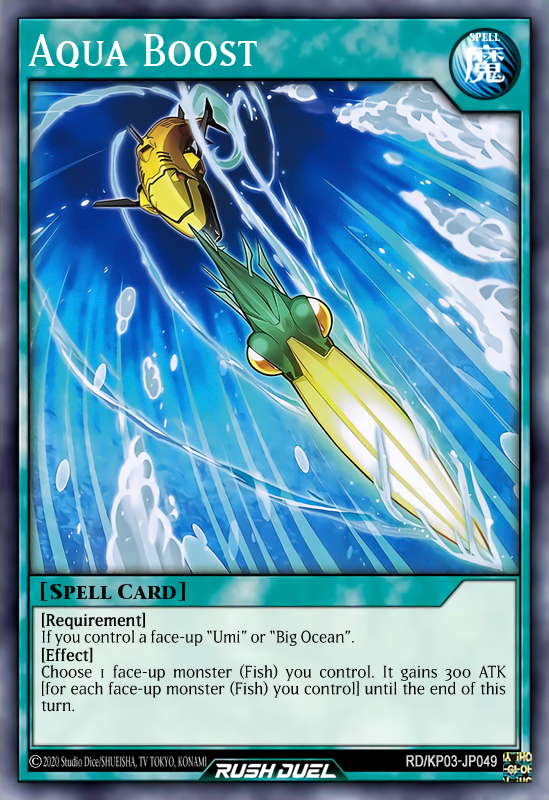 Aqua Boost
SPELL
魔
[Spell Card]
[Requirement]
If you control a face-up "Umi" or "Big Ocean".
[Effect]
Choose 1 face-up monster (Fish) you control. It gains 300 ATK
[for each face-up monster (Fish) you control] until the end of this
turn.
©2020 Studio Dice/SHUEISHA, TV TOKYO, KONAMI
RUSH DUEL
RD/KP03-JP049